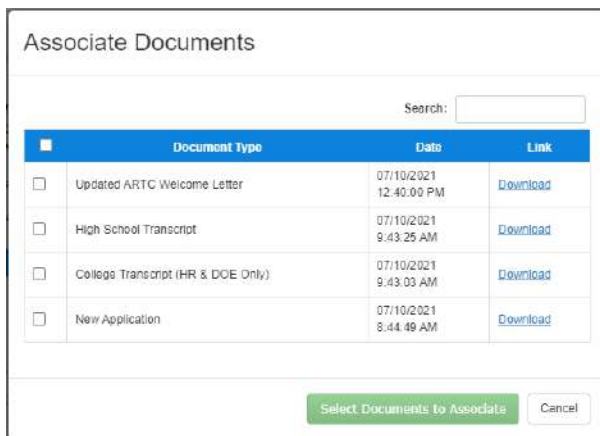 Associate Documents
Search:
Document Type Date Link
Updated ARTC Welcome Letter 07/10/2021 12:40:00 PM Download
High School Transcript 07/10/2021 9:43:25 AM Download
College Transcript (HR & DOE Only) 07/10/2021 9:43:03 AM Download
New Application 07/10/2021 8:44:49 AM Download
Select Documents to Associate Cancel